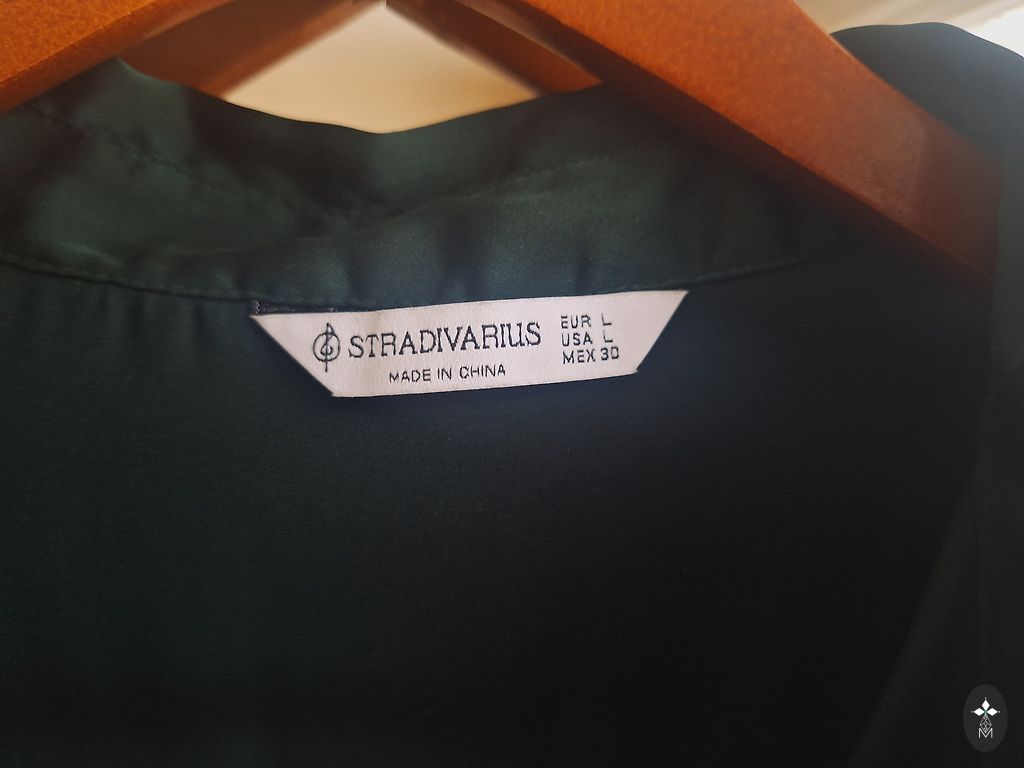 STRADIVARIUS
MADE IN CHINA
EUR L
USA L
MEX 30
M